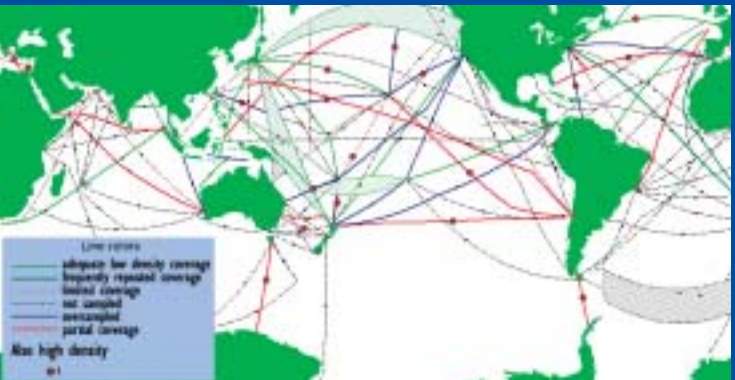 Line colors
adequate low density coverage
frequently repeated coverage
limited coverage
not sampled
oversampled
partial coverage
Also high density